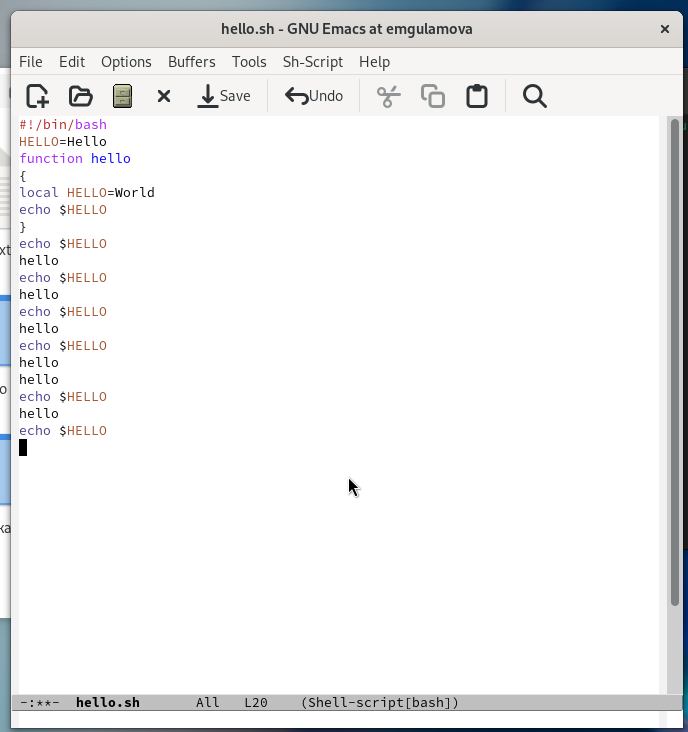 hello.sh - GNU Emacs at emgulamova
File Edit Options Buffers Tools Sh-Script Help
Save Undo
#!/bin/bash
HELLO=Hello
function hello
{
local HELLO=World
echo $HELLO
}
echo $HELLO
hello
echo $HELLO
hello
echo $HELLO
hello
echo $HELLO
hello
hello
echo $HELLO
hello
echo $HELLO
-:**- hello.sh All L20 (Shell-script[bash])